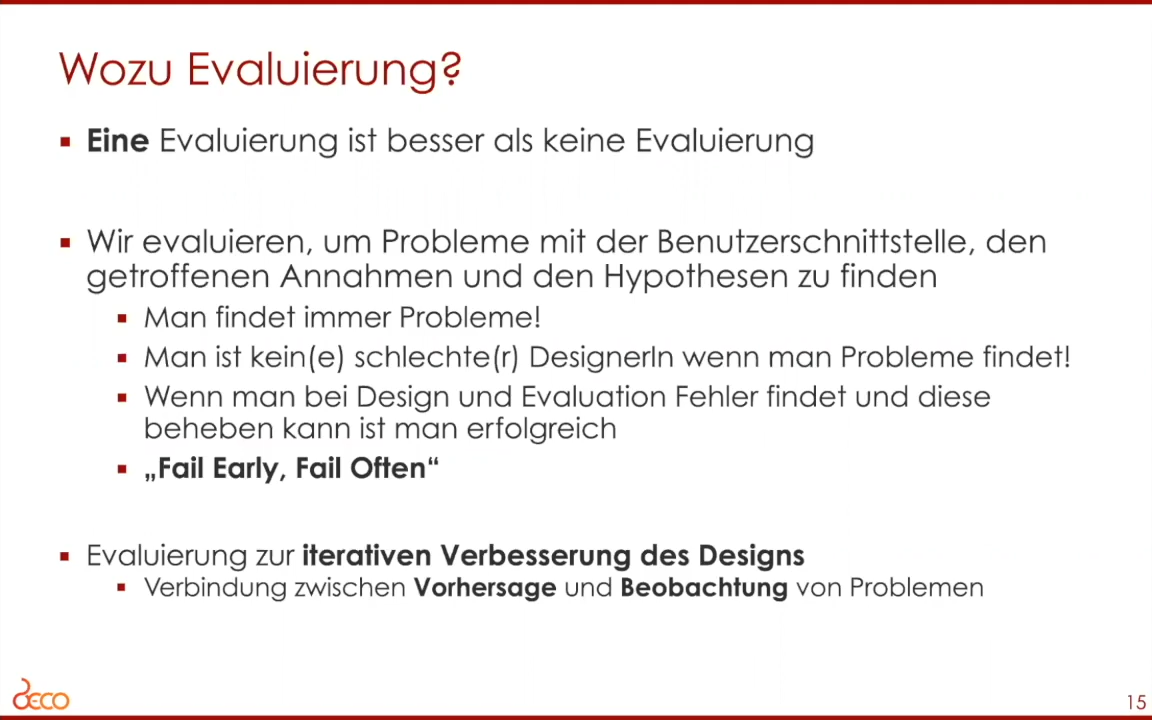 Wozu Evaluierung?
Eine Evaluierung ist besser als keine Evaluierung
Wir evaluieren, um Probleme mit der Benutzerschnittstelle, den
getroffenen Annahmen und den Hypothesen zu finden
Man findet immer Probleme!
Man ist kein(e) schlechte(r) DesignerIn wenn man Probleme findet!
Wenn man bei Design und Evaluation Fehler findet und diese
beheben kann ist man erfolgreich
„Fail Early, Fail Often“
Evaluierung zur iterativen Verbesserung des Designs
Verbindung zwischen Vorhersage und Beobachtung von Problemen
DECO
15